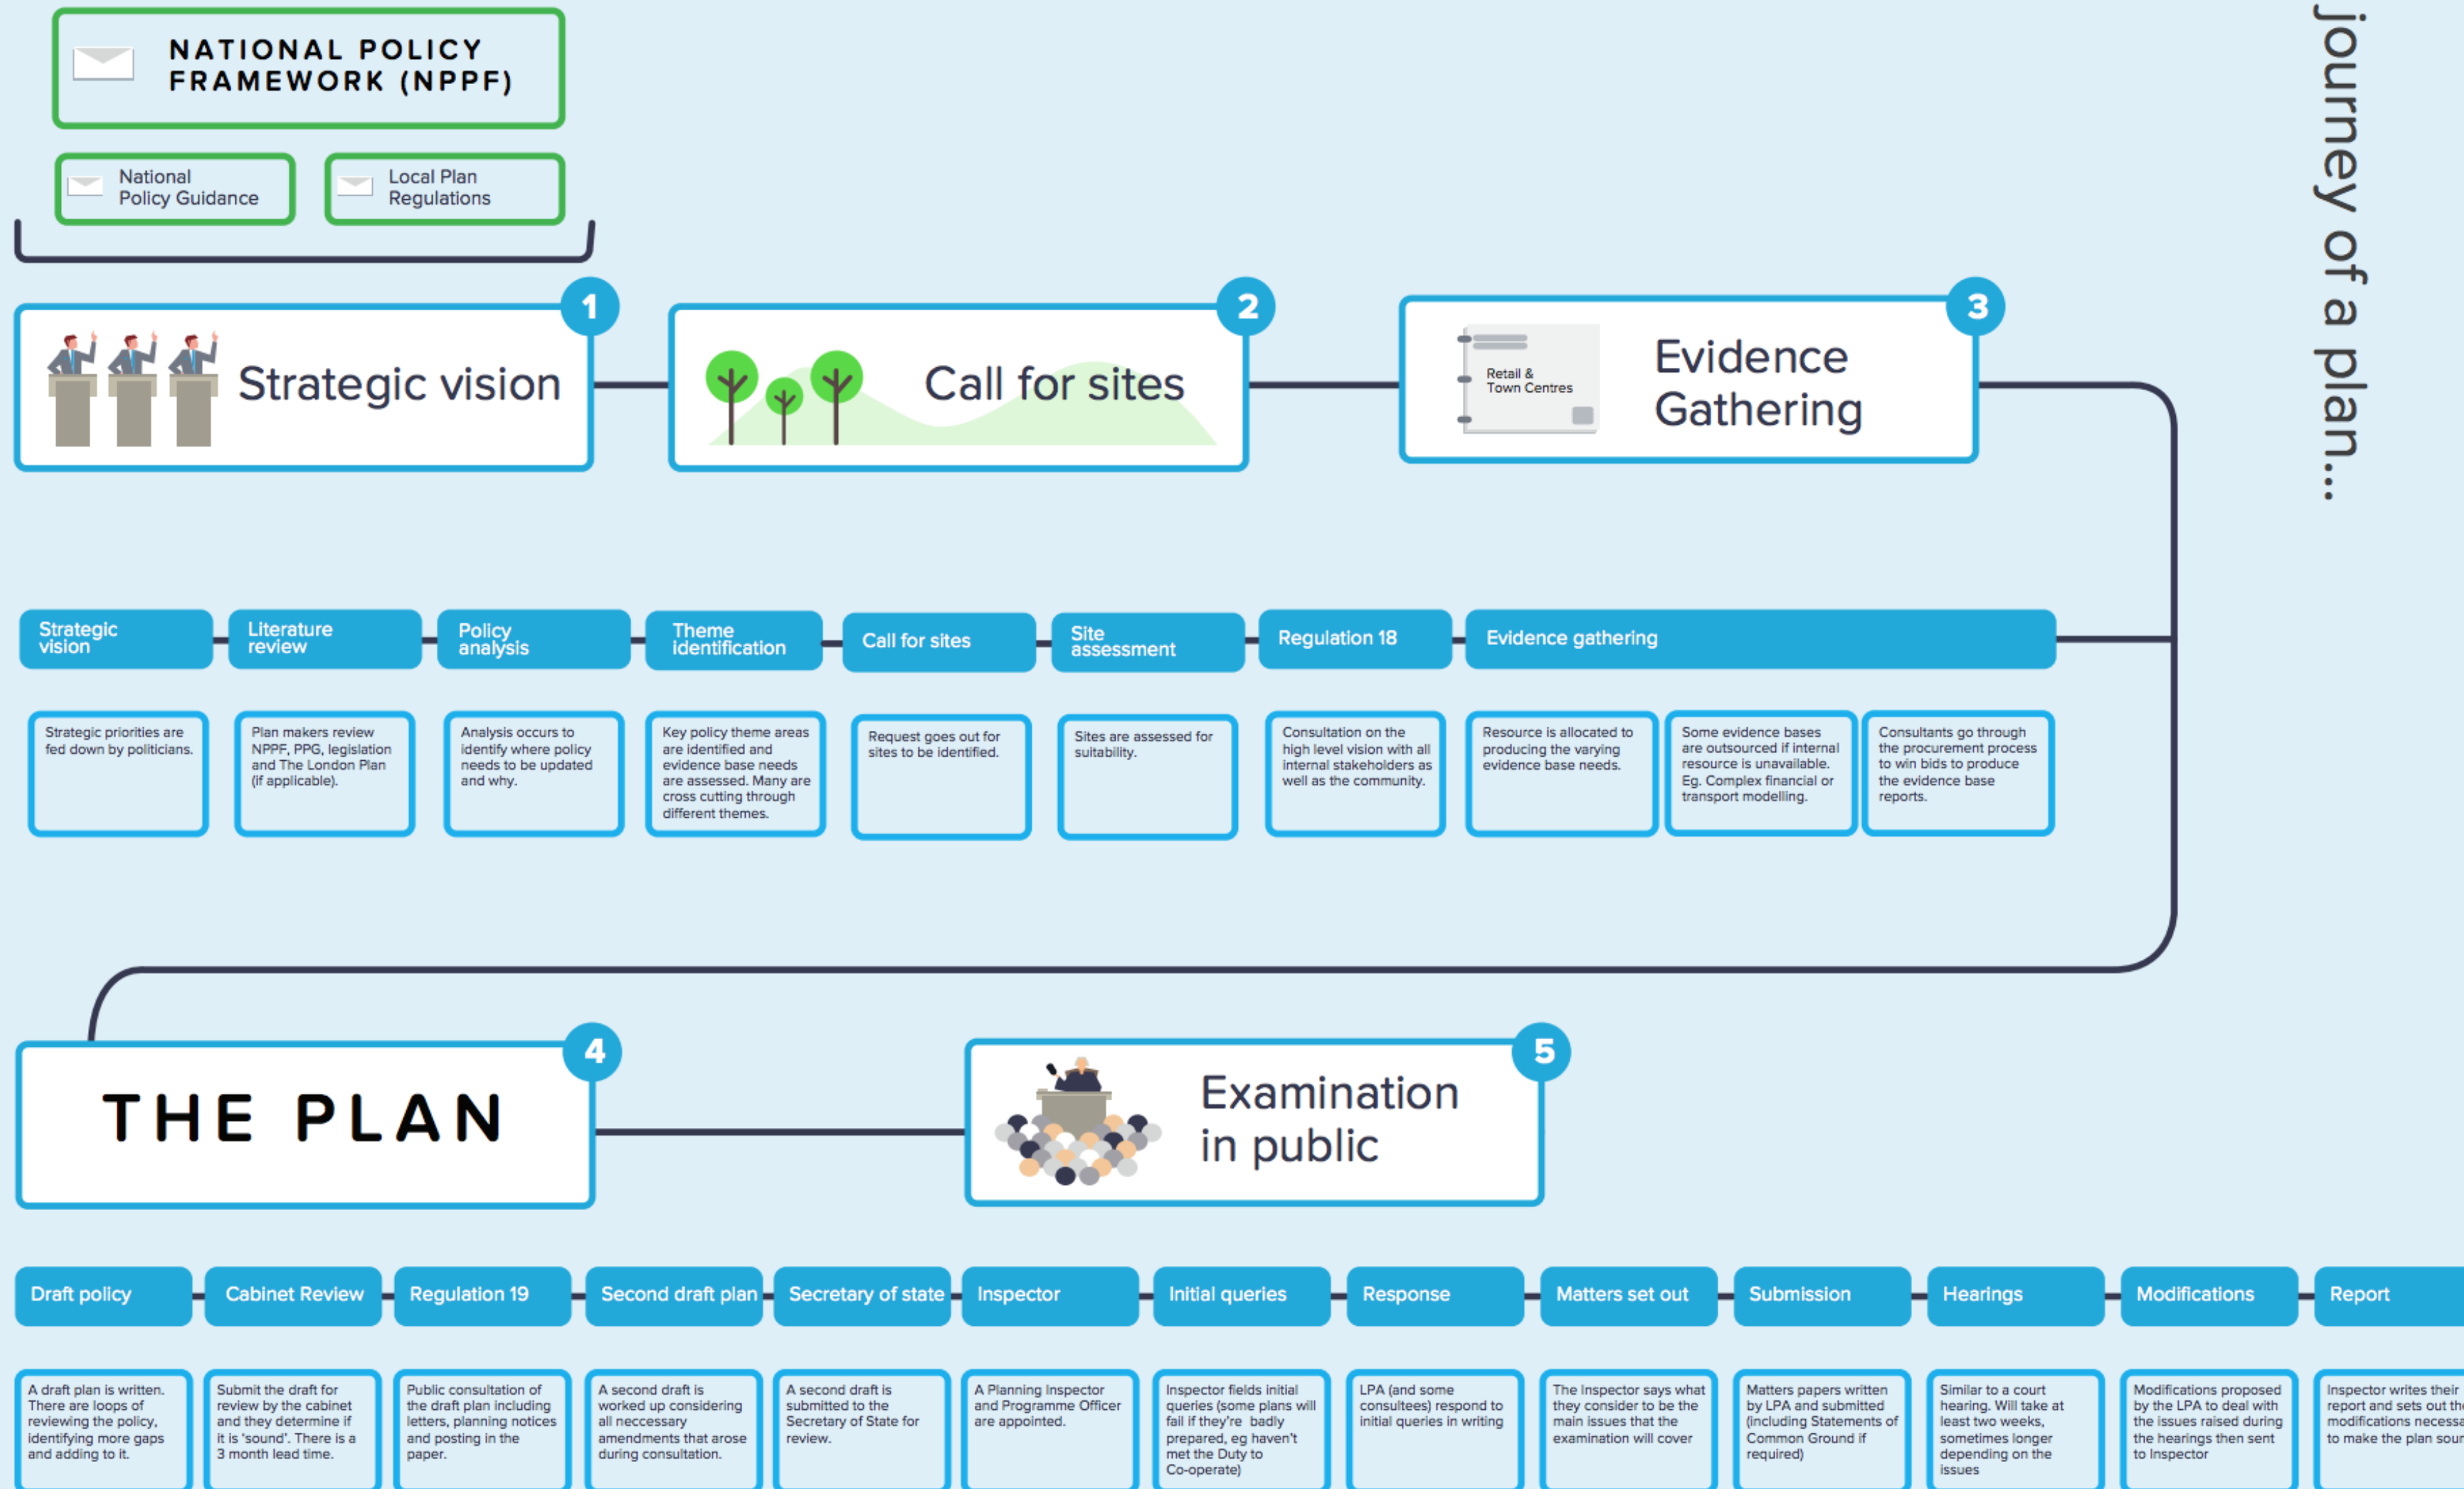 NATIONAL POLICY
FRAMEWORK (NPPF)
National
Policy Guidance
Local Plan
Regulations
journey of a plan...
1
Strategic vision
2
Call for sites
3
Retail &
Town Centres
Evidence
Gathering
Strategic
vision
Literature
review
Policy
analysis
Theme
identification
Call for sites
Site
assessment
Regulation 18
Evidence gathering
Strategic priorities are
fed down by politicians.
Plan makers review
NPPF, PPG, legislation
and The London Plan
(if applicable).
Analysis occurs to
identify where policy
needs to be updated
and why.
Key policy theme areas
are identified and
evidence base needs
are assessed. Many are
cross cutting through
different themes.
Request goes out for
sites to be identified.
Sites are assessed for
suitability.
Consultation on the
high level vision with all
internal stakeholders as
well as the community.
Resource is allocated to
producing the varying
evidence base needs.
Some evidence bases
are outsourced if internal
resource is unavailable.
Eg. Complex financial or
transport modelling.
Consultants go through
the procurement process
to win bids to produce
the evidence base
reports.
4
THE PLAN
5
Examination
in public
Draft policy
Cabinet Review
Regulation 19
Second draft plan
Secretary of state
Inspector
Initial queries
Response
Matters set out
Submission
Hearings
Modifications
Report
A draft plan is written.
There are loops of
reviewing the policy,
identifying more gaps
and adding to it.
Submit the draft for
review by the cabinet
and they determine if
it is 'sound'. There is a
3 month lead time.
Public consultation of
the draft plan including
letters, planning notices
and posting in the
paper.
A second draft is
worked up considering
all neccessary
amendments that arose
during consultation.
A second draft is
submitted to the
Secretary of State for
review.
A Planning Inspector
and Programme Officer
are appointed.
Inspector fields initial
queries (some plans will
fail if they're badly
prepared, eg haven't
met the Duty to
Co-operate)
LPA (and some
consultees) respond to
initial queries in writing
The Inspector says what
they consider to be the
main issues that the
examination will cover
Matters papers written
by LPA and submitted
(including Statements of
Common Ground if
required)
Similar to a court
hearing. Will take at
least two weeks,
sometimes longer
depending on the
issues
Modifications proposed
by the LPA to deal with
the issues raised during
the hearings then sent
to Inspector
Inspector writes their
report and sets out
modifications
to make the plan